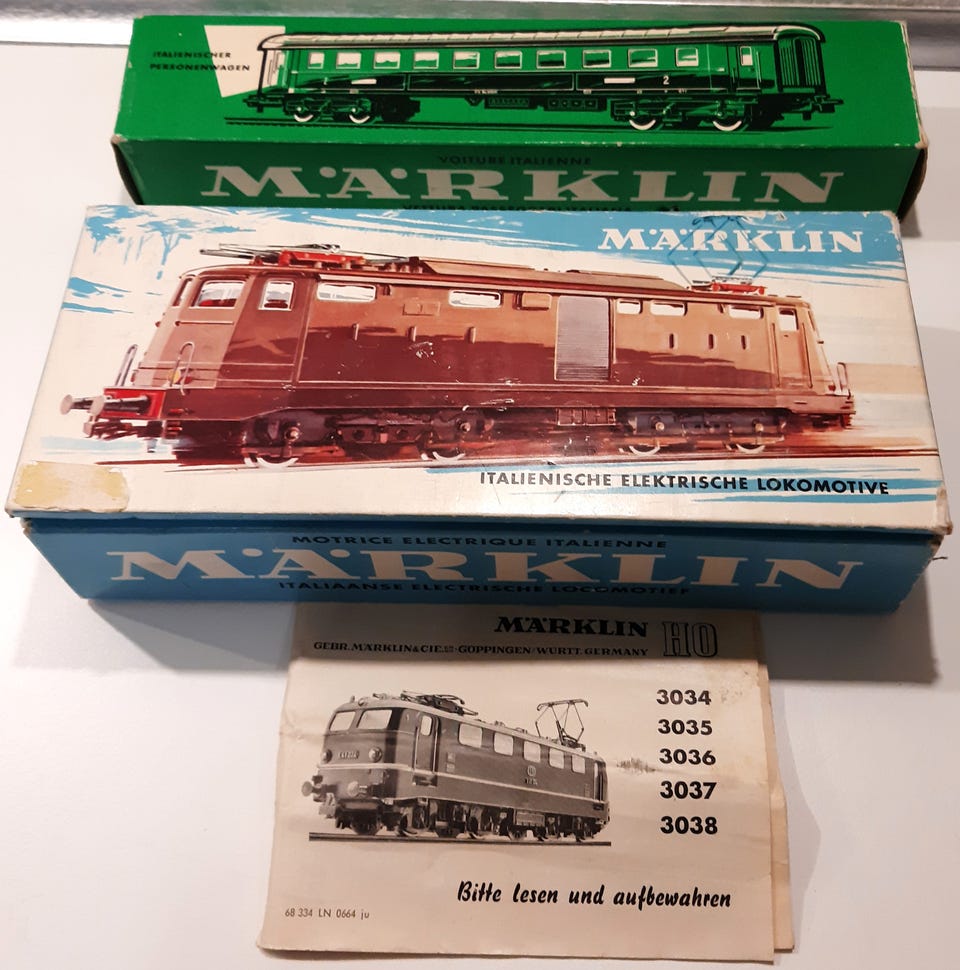 ITALIENISCHER
PERSONENWAGEN
2
VOITURE ITALIENNE
MÄRKLIN
MÄRKLIN
ITALIENISCHE ELEKTRISCHE LOKOMOTIVE
MOTRICE ELECTRIQUE ITALIENNE
MÄRKLIN
ITALIAANSE ELECTRISCHE LOCOMOTIEF
MÄRKLIN HO
GEBR. MÄRKLIN & CIE. GÖPPINGEN/WÜRTT. GERMANY
3034
3035
3036
3037
3038
Bitte lesen und aufbewahren
68 334 LN 0664 ju